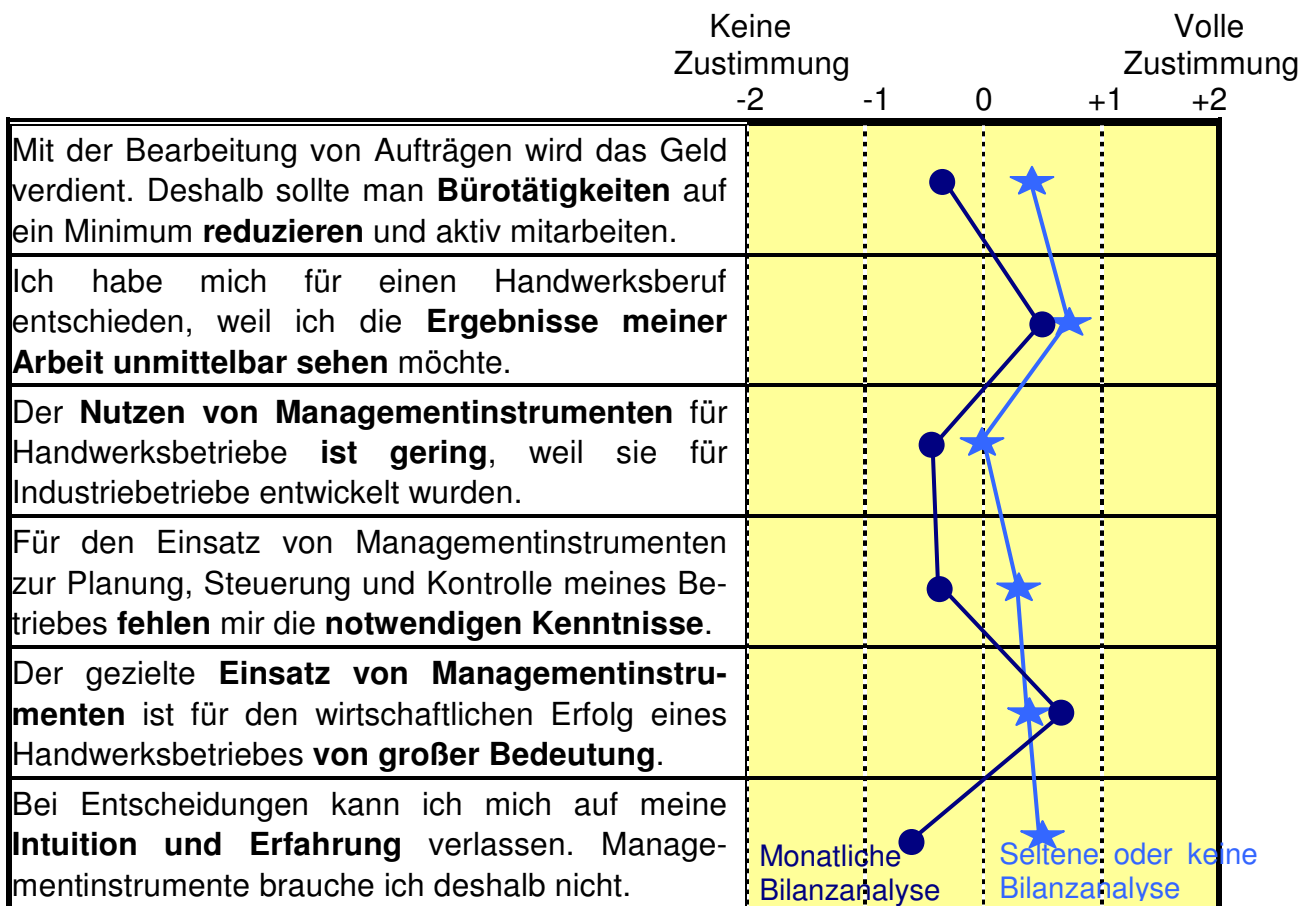 Keine Volle
Zustimmung Zustimmung
-2 -1 0 +1 +2
Mit der Bearbeitung von Aufträgen wird das Geld
verdient. Deshalb sollte man Bürotätigkeiten auf
ein Minimum reduzieren und aktiv mitarbeiten.
Ich habe mich für einen Handwerksberuf
entschieden, weil ich die Ergebnisse meiner
Arbeit unmittelbar sehen möchte.
Der Nutzen von Managementinstrumenten für
Handwerksbetriebe ist gering, weil sie für
Industriebetriebe entwickelt wurden.
Für den Einsatz von Managementinstrumenten
zur Planung, Steuerung und Kontrolle meines Be-
triebes fehlen mir die notwendigen Kenntnisse.
Der gezielte Einsatz von Managementinstru-
menten ist für den wirtschaftlichen Erfolg eines
Handwerksbetriebes von großer Bedeutung.
Bei Entscheidungen kann ich mich auf meine
Intuition und Erfahrung verlassen. Manage-
mentinstrumente brauche ich deshalb nicht.
Monatliche
Bilanzanalyse
Seltene oder keine
Bilanzanalyse